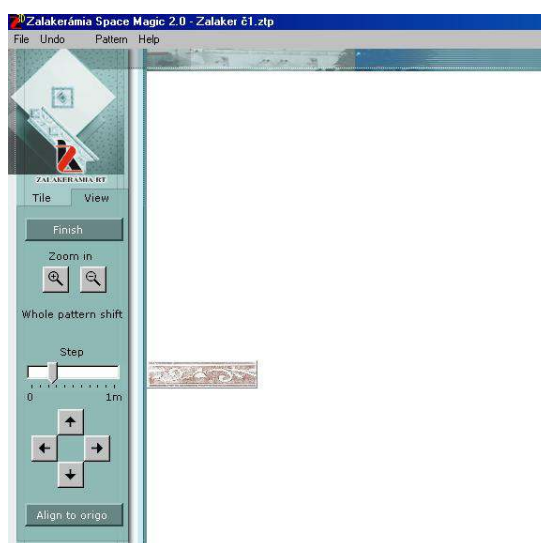 Zalakerámia Space Magic 2.0 - Zalaker č1.ztp
File Undo Pattern Help
ZALAKERAMIA RT
Tile View
Finish
Zoom in
Whole pattern shift
Step
0 1m
Align to origo